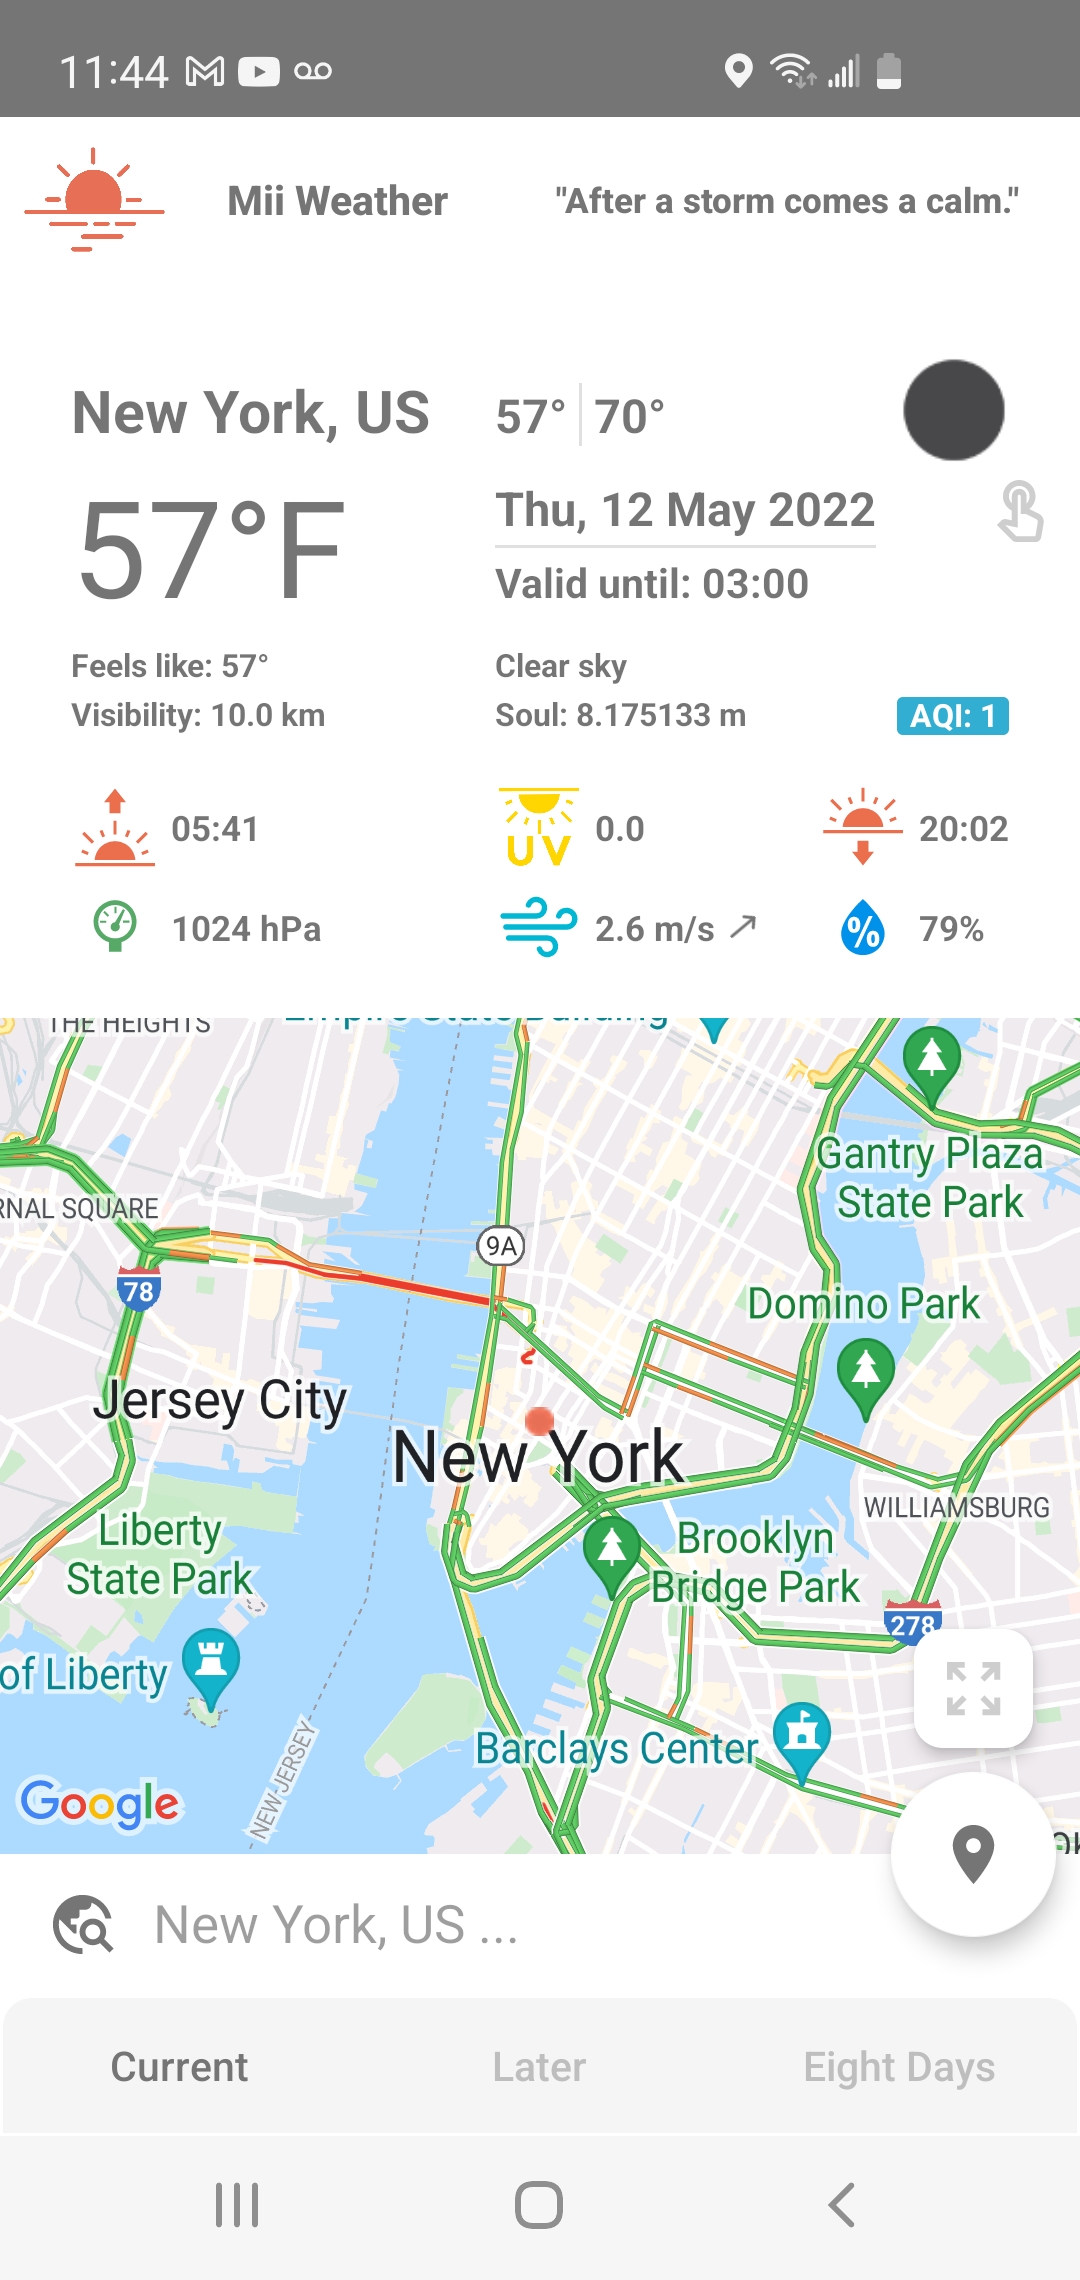 11:44
Mii Weather
"After a storm comes a calm."
New York, US
57° 70°
57°F
Thu, 12 May 2022
Valid until: 03:00
Feels like: 57°
Clear sky
Visibility: 10.0 km
Soul: 8.175133 m
AQI: 1
05:41
UV
0.0
20:02
1024 hPa
2.6 m/s
%
79%
THE HEIGHTS
Empire State Building
Gantry Plaza
State Park
SQUARE
9A
78
Domino Park
Jersey City
New York
WILLIAMSBURG
Liberty
State Park
Brooklyn
Bridge Park
278
of Liberty
Barclays Center
NEW JERSEY
Google
New York, US ...
Current
Later
Eight Days